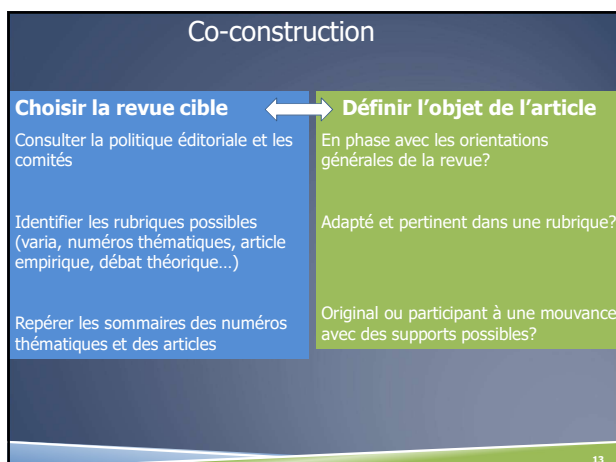 Co-construction
Choisir la revue cible
Consulter la politique éditoriale et les
comités
Identifier les rubriques possibles
(varia, numéros thématiques, article
empirique, débat théorique…)
Repérer les sommaires des numéros
thématiques et des articles
Définir l'objet de l'article
En phase avec les orientations
générales de la revue?
Adapté et pertinent dans une rubrique?
Original ou participant à une mouvance
avec des supports possibles?
13